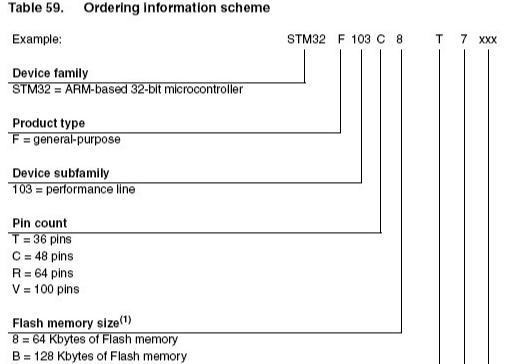 Table 59. Ordering information scheme
Example: STM32 F 103 C 8 T 7 xxx
Device family
STM32 = ARM-based 32-bit microcontroller
Product type
F = general-purpose
Device subfamily
103 = performance line
Pin count
T = 36 pins
C = 48 pins
R = 64 pins
V = 100 pins
Flash memory size(1)
8 = 64 Kbytes of Flash memory
B = 128 Kbytes of Flash memory